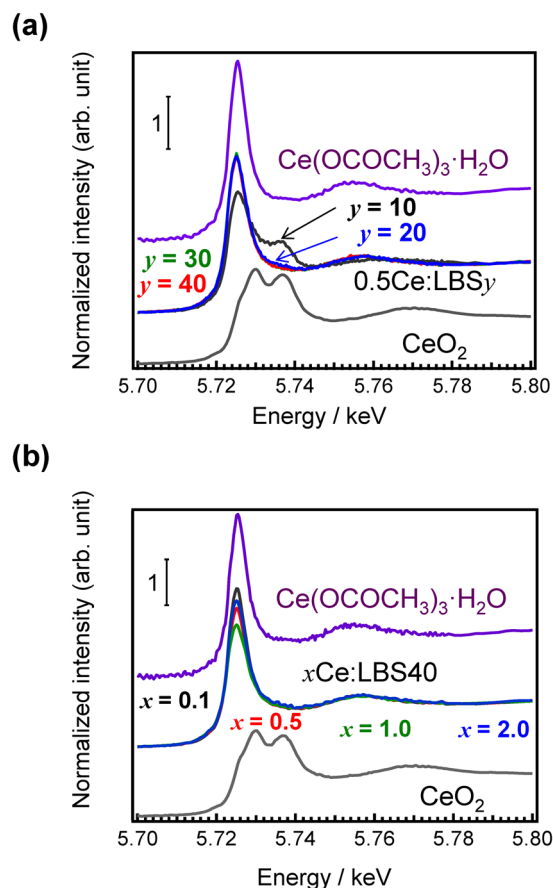 (a)
Normalized intensity (arb. unit)
1
Ce(OCOCH₃)₃·H₂O
y = 10
y = 30
y = 20
y = 40
0.5Ce:LBSy
CeO₂
5.70 5.72 5.74 5.76 5.78 5.80
Energy / keV
(b)
Normalized intensity (arb. unit)
1
Ce(OCOCH₃)₃·H₂O
xCe:LBS40
x = 0.1
x = 0.5 x = 1.0 x = 2.0
CeO₂
5.70 5.72 5.74 5.76 5.78 5.80
Energy / keV